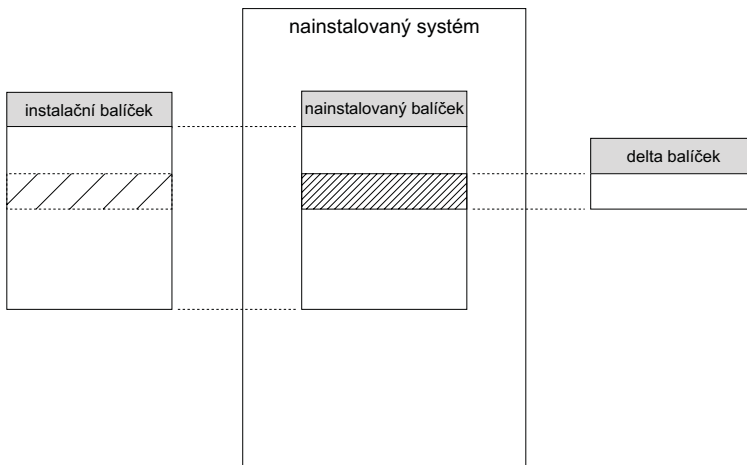 nainstalovaný systém
instalační balíček
nainstalovaný balíček
delta balíček